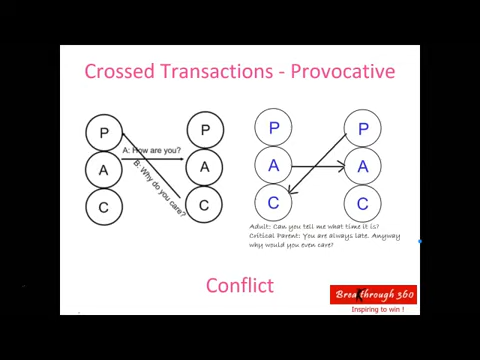 Crossed Transactions - Provocative
P
P
A: How are you?
A
A
B: Why do you care?
C
C
P
P
A
A
C
C
Adult: Can you tell me what time it is?
Critical Parent: You are always late. Anyway
why would you even care?
Conflict
Breakthrough 360
Inspiring to win !